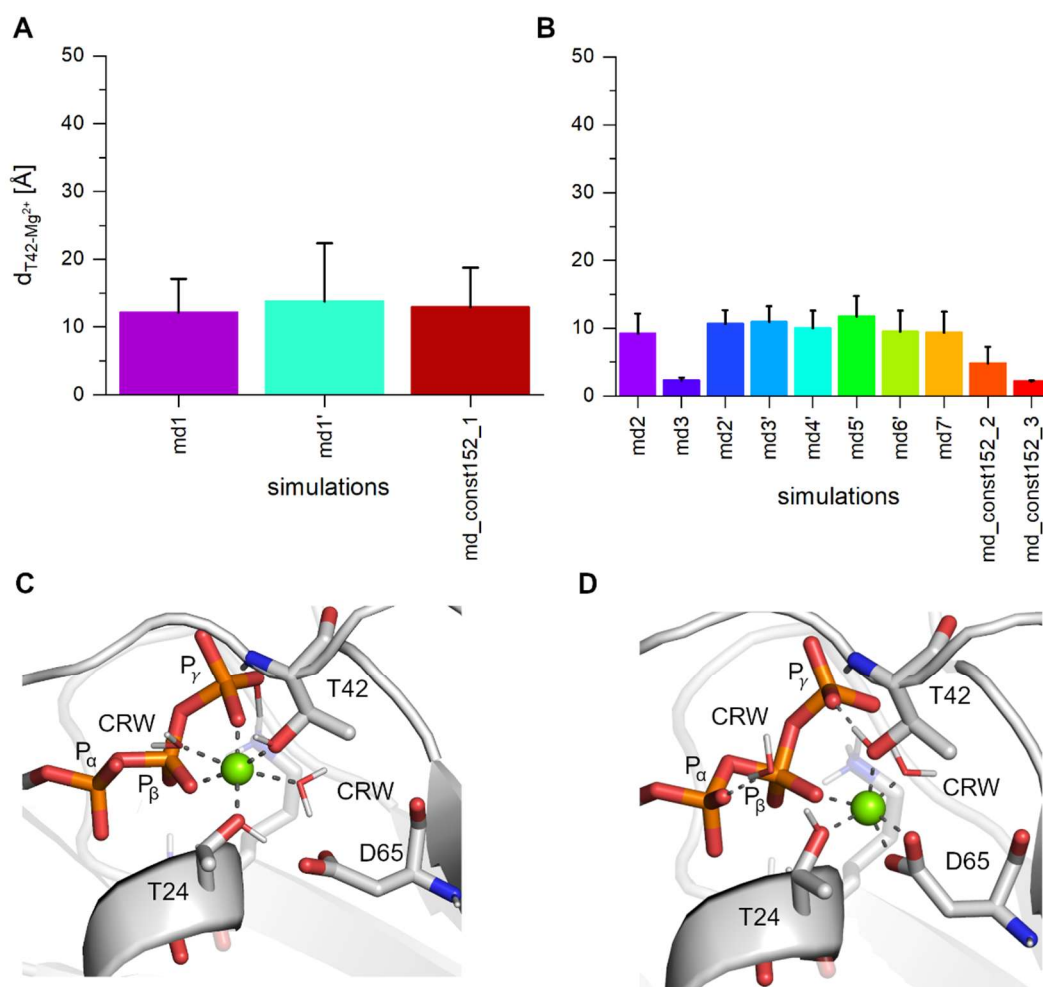 A
50
40
30
20
10
0
d_T42-Mg²⁺ [Å]
md1
md1'
md_const152_1
simulations
B
50
40
30
20
10
0
md2
md3
md2'
md3'
md4'
md5'
md6'
md7'
md_const152_2
md_const152_3
simulations
C
Pγ
T42
CRW
Pα
Pβ
CRW
T24
D65
D
Pγ
T42
CRW
Pα
CRW
Pβ
D65
T24